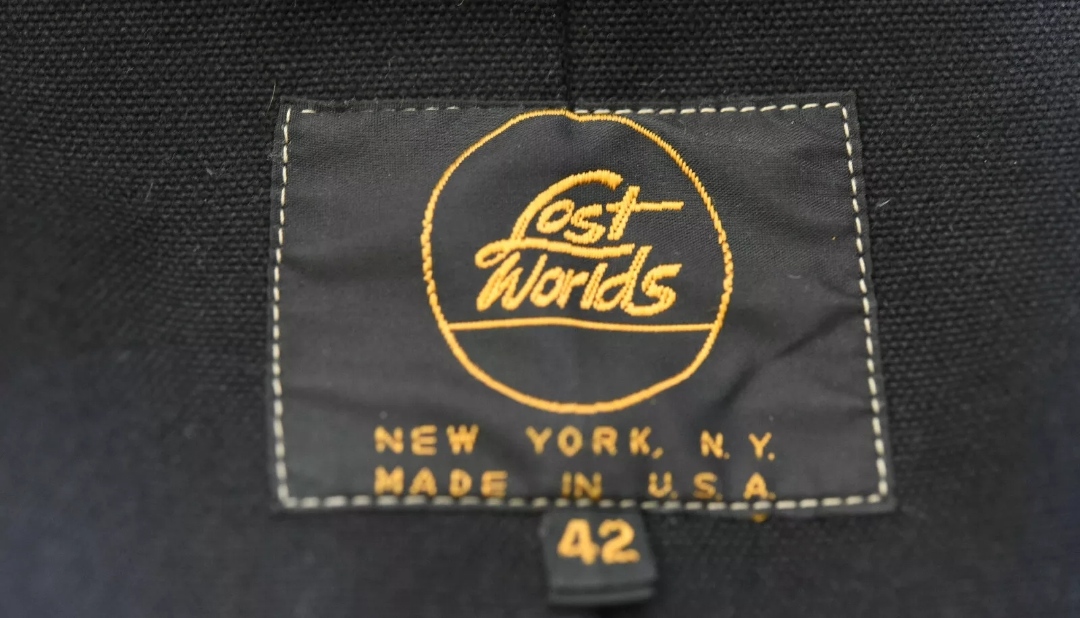 Lost
Worlds
NEW YORK, N.Y.
MADE IN U.S.A.
42